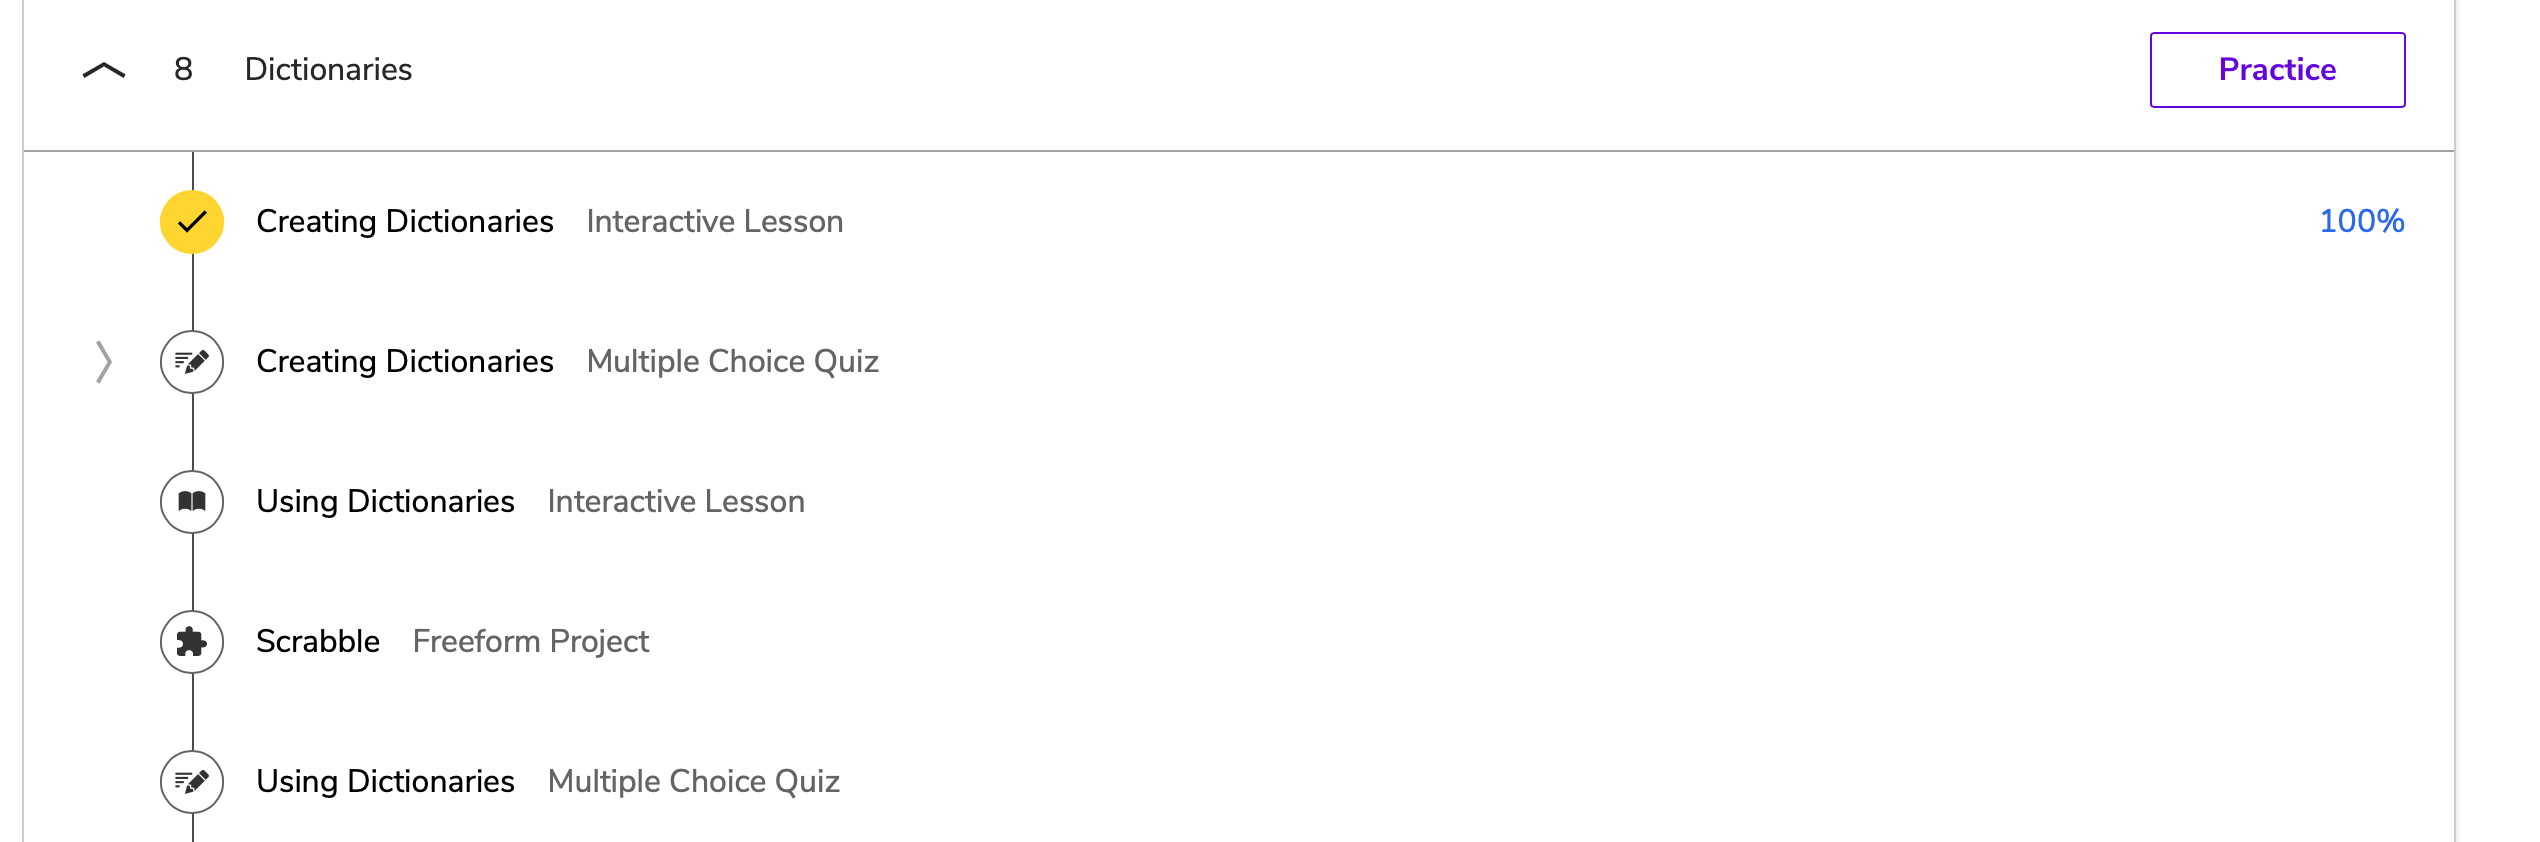 8 Dictionaries Practice
Creating Dictionaries Interactive Lesson 100%
Creating Dictionaries Multiple Choice Quiz
Using Dictionaries Interactive Lesson
Scrabble Freeform Project
Using Dictionaries Multiple Choice Quiz